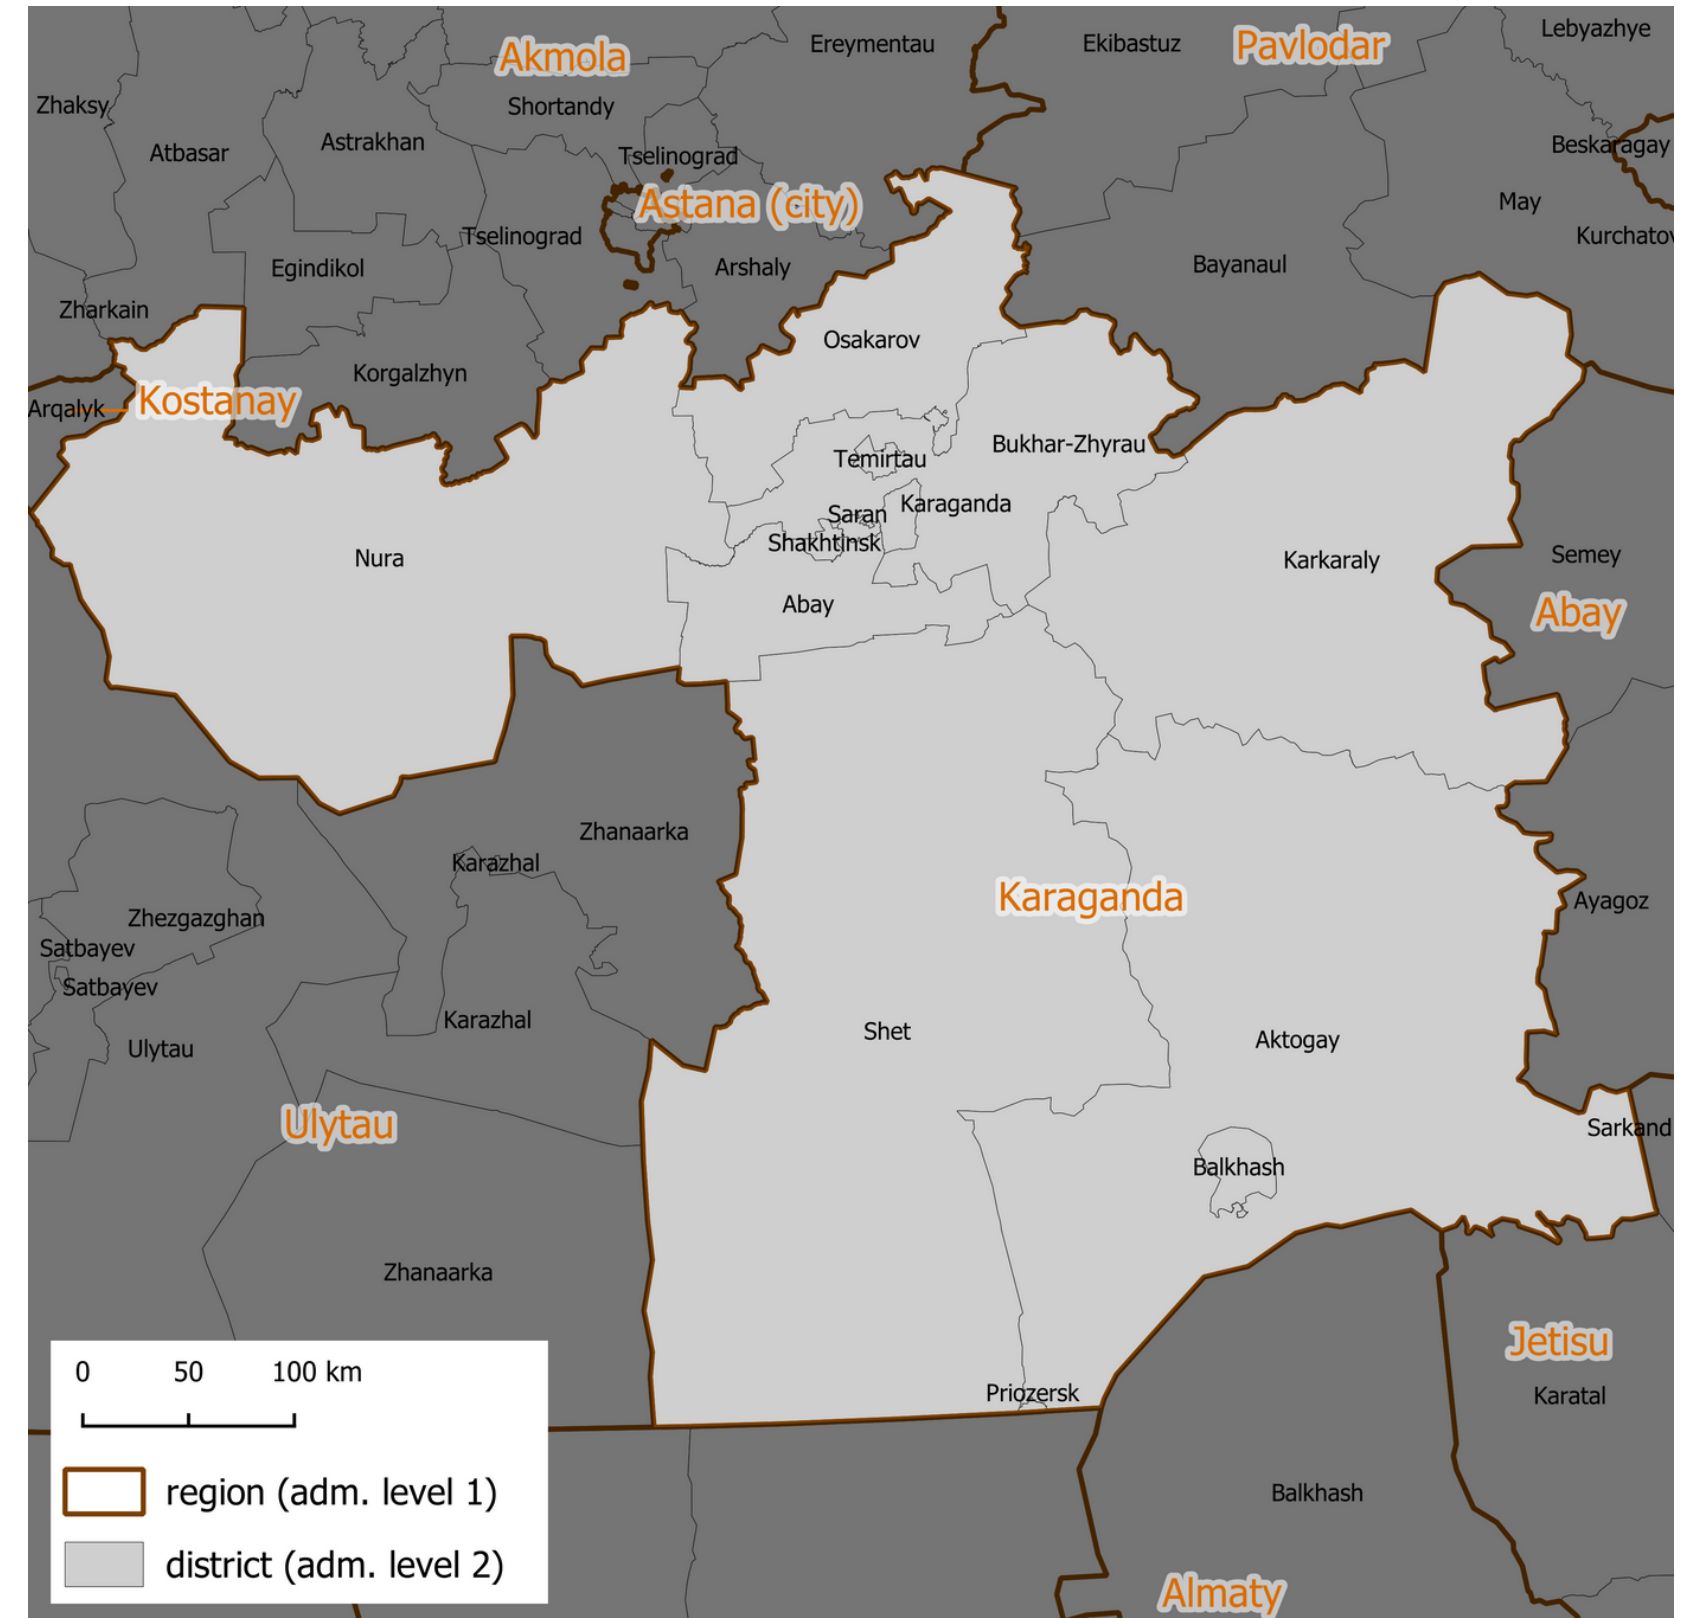 Lebyazhye
Akmola
Ereymentau
Ekibastuz
Pavlodar
Zhaksy
Shortandy
Atbasar
Astrakhan
Tselinograd
Beskaragay
Astana (city)
May
Tselinograd
Kurchatov
Egindikol
Arshaly
Bayanaul
Zharkain
Osakarov
Korgalzhyn
Arqalyk
Kostanay
Temirtau
Bukhar-Zhyrau
Saran
Karaganda
Shakhtinsk
Nura
Karkaraly
Semey
Abay
Abay
Zhanaarka
Karazhal
Karaganda
Ayagoz
Zhezgazghan
Satbayev
Satbayev
Karazhal
Shet
Aktogay
Ulytau
Ulytau
Sarkand
Balkhash
Zhanaarka
Jetisu
Priozersk
Karatal
0 50 100 km
region (adm. level 1)
Balkhash
district (adm. level 2)
Almaty